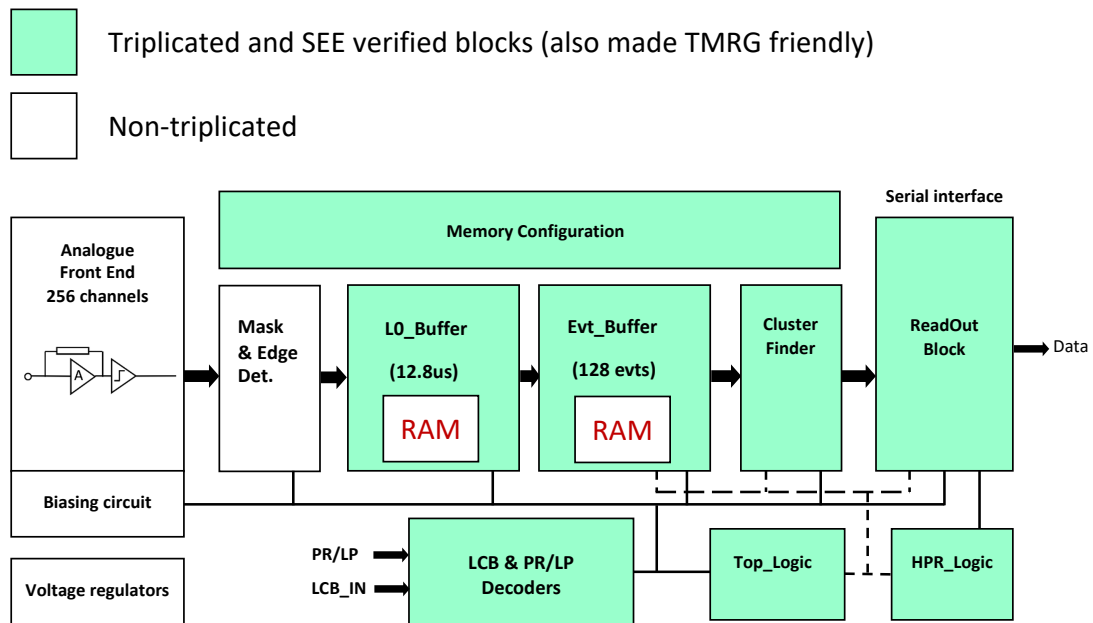 Triplicated and SEE verified blocks (also made TMRG friendly)
Non-triplicated
Serial interface
Memory Configuration
Analogue
Front End
256 channels
A
Mask
& Edge
Det.
L0_Buffer
(12.8us)
RAM
Evt_Buffer
(128 evts)
RAM
Cluster
Finder
ReadOut
Block
Data
Biasing circuit
Voltage regulators
PR/LP
LCB_IN
LCB & PR/LP
Decoders
Top_Logic
HPR_Logic